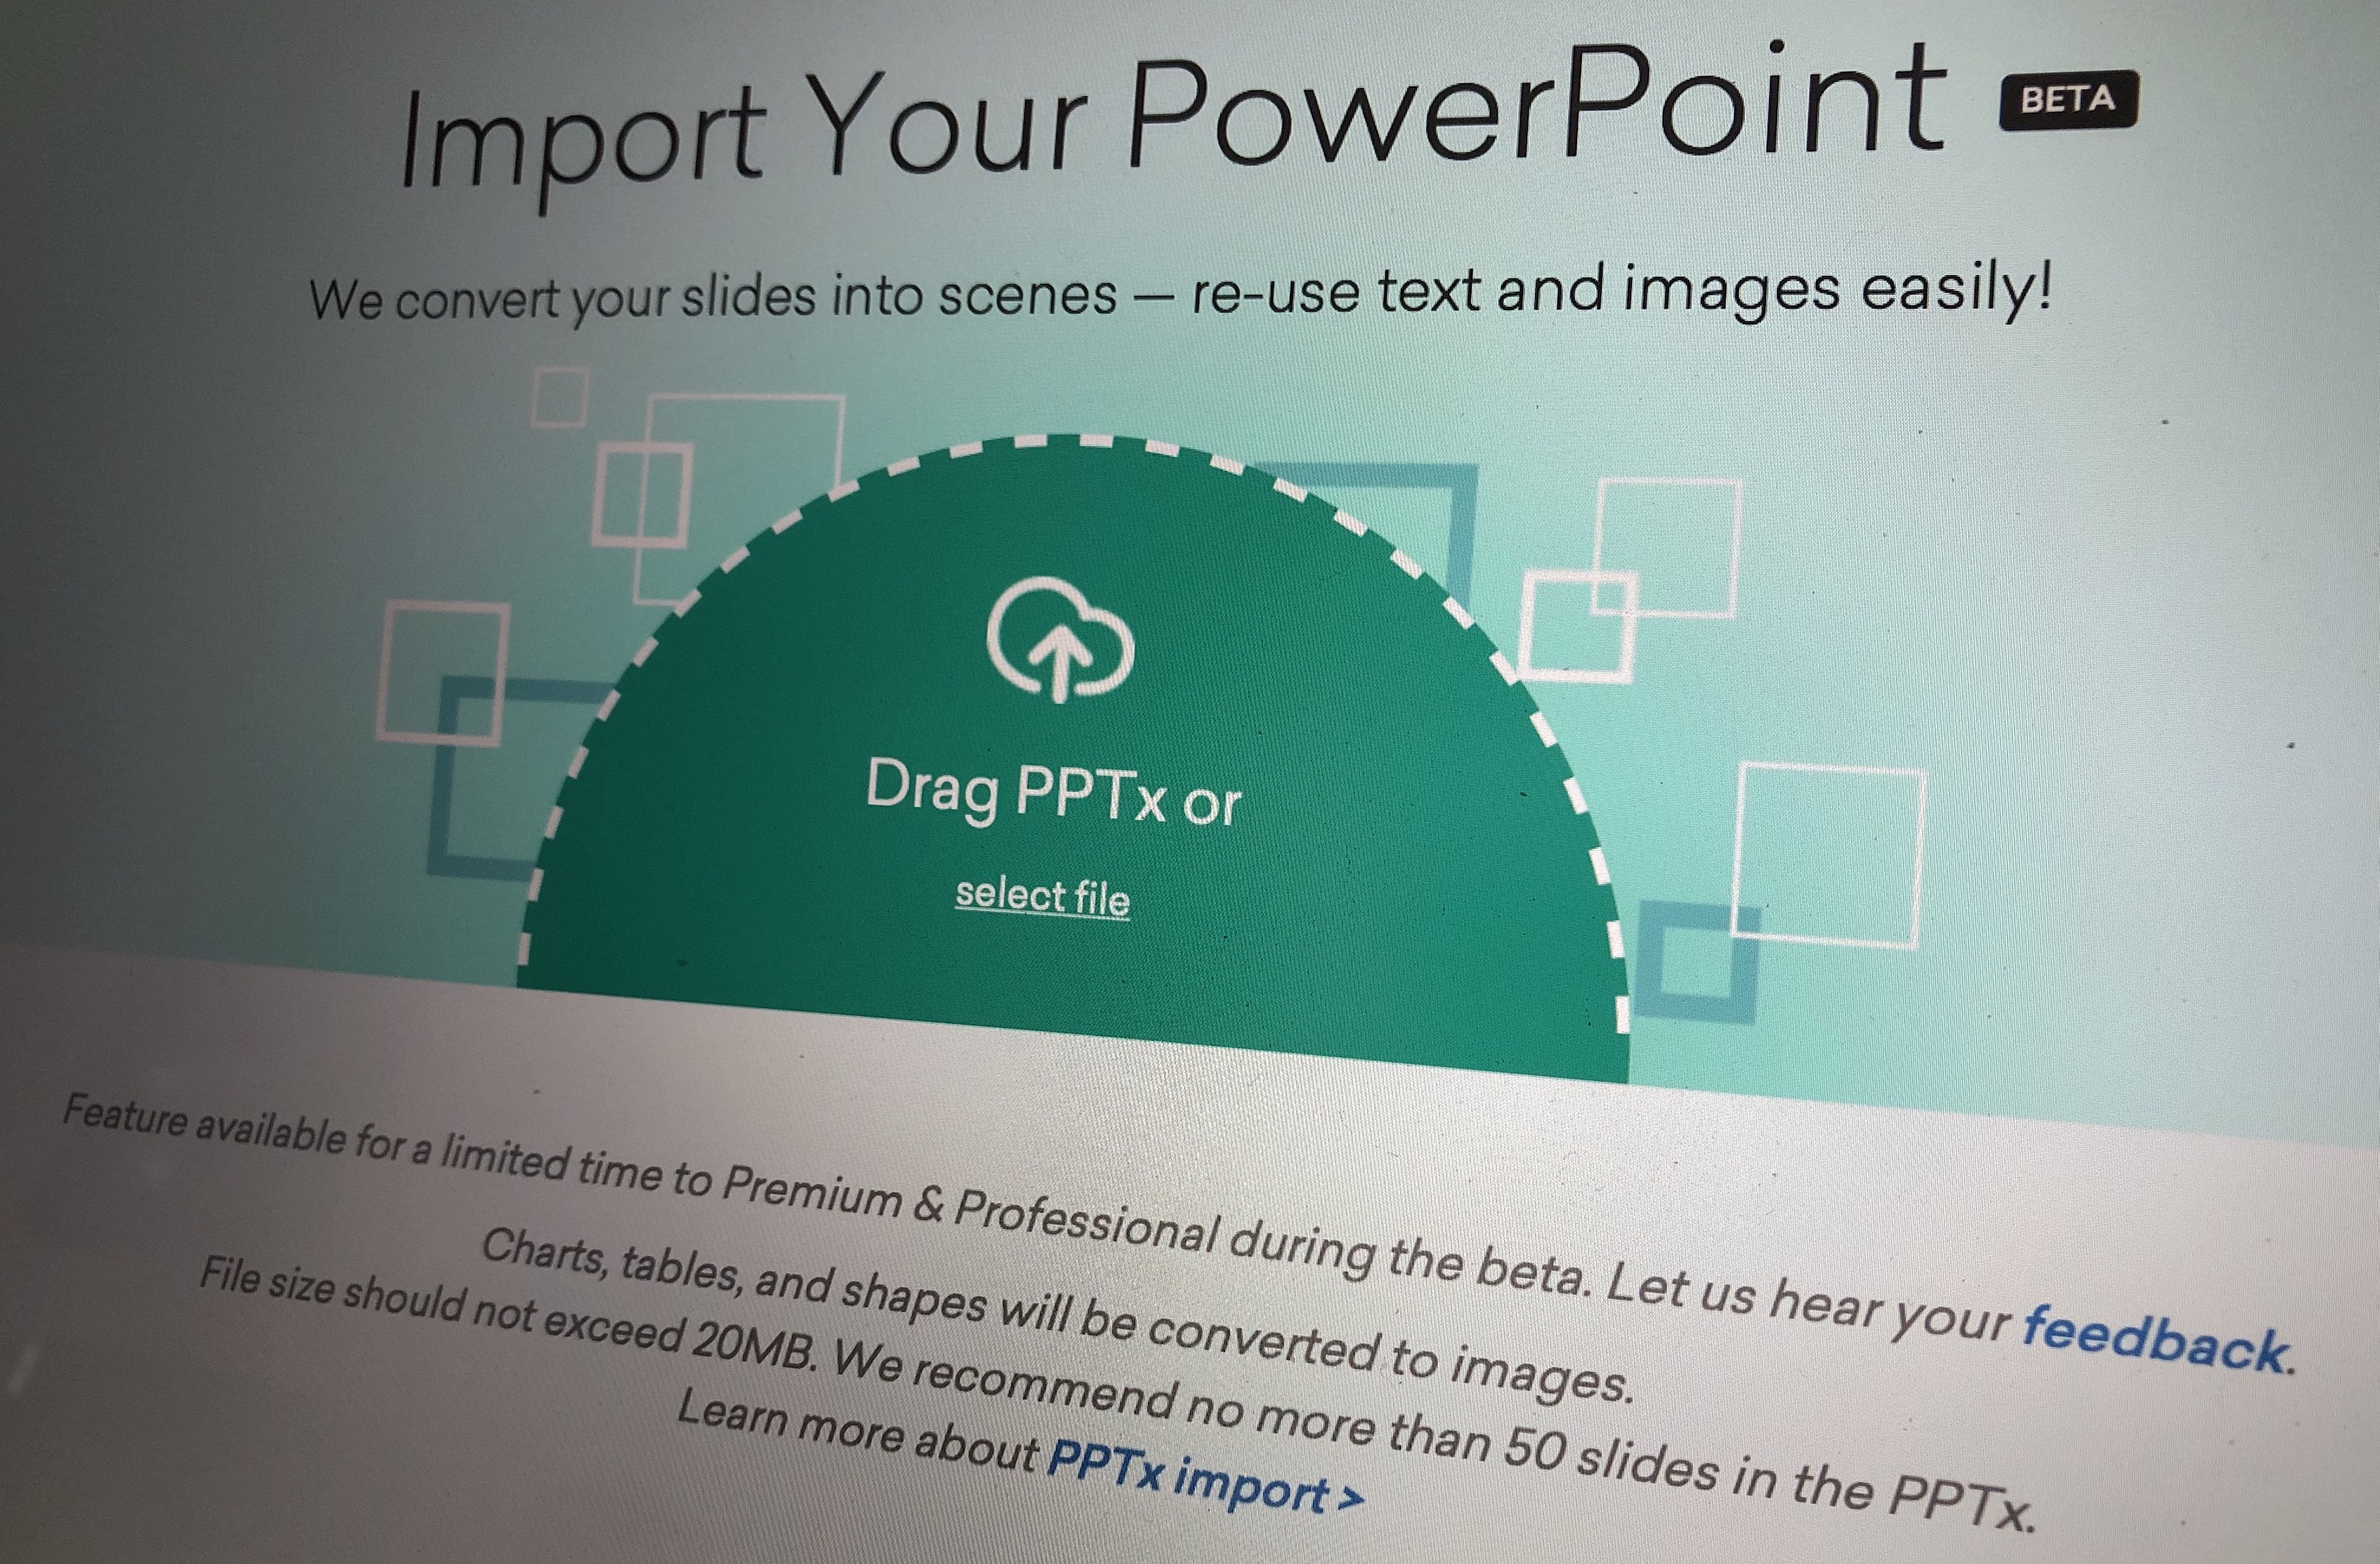 Import Your PowerPoint BETA
We convert your slides into scenes — re-use text and images easily!
Drag PPTx or
select file
Feature available for a limited time to Premium & Professional during the beta. Let us hear your feedback.
Charts, tables, and shapes will be converted to images.
File size should not exceed 20MB. We recommend no more than 50 slides in the PPTx.
Learn more about PPTx import >